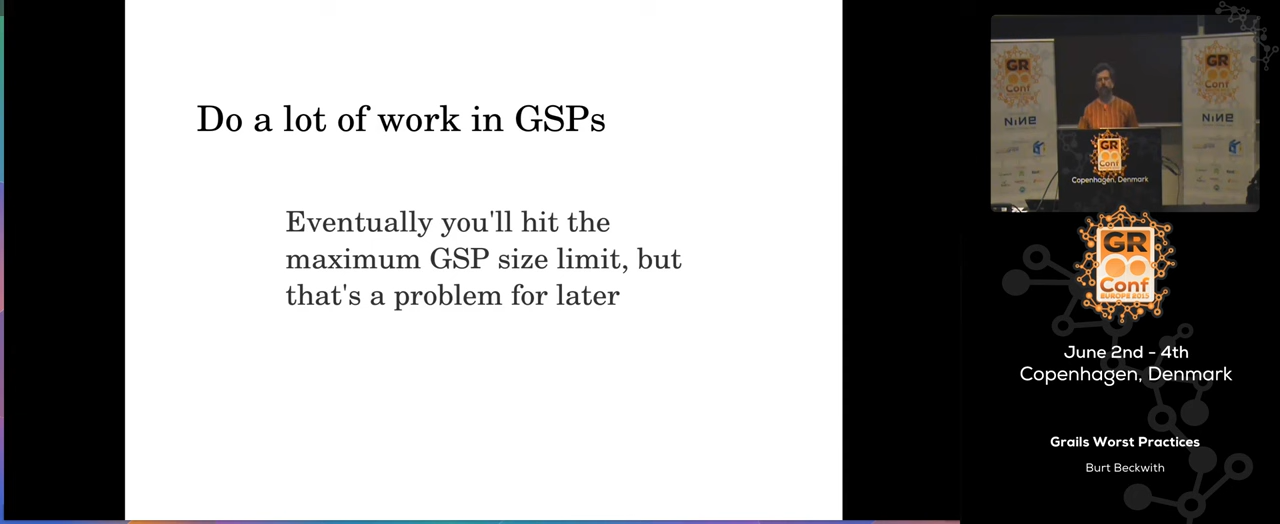 Do a lot of work in GSPs
Eventually you'll hit the
maximum GSP size limit, but
that's a problem for later
GR
Conf
NINE
GR
Conf
NINE
GR
Conf
Copenhagen, Denmark
GR
Conf
EUROPE 2015
June 2nd - 4th
Copenhagen, Denmark
Grails Worst Practices
Burt Beckwith